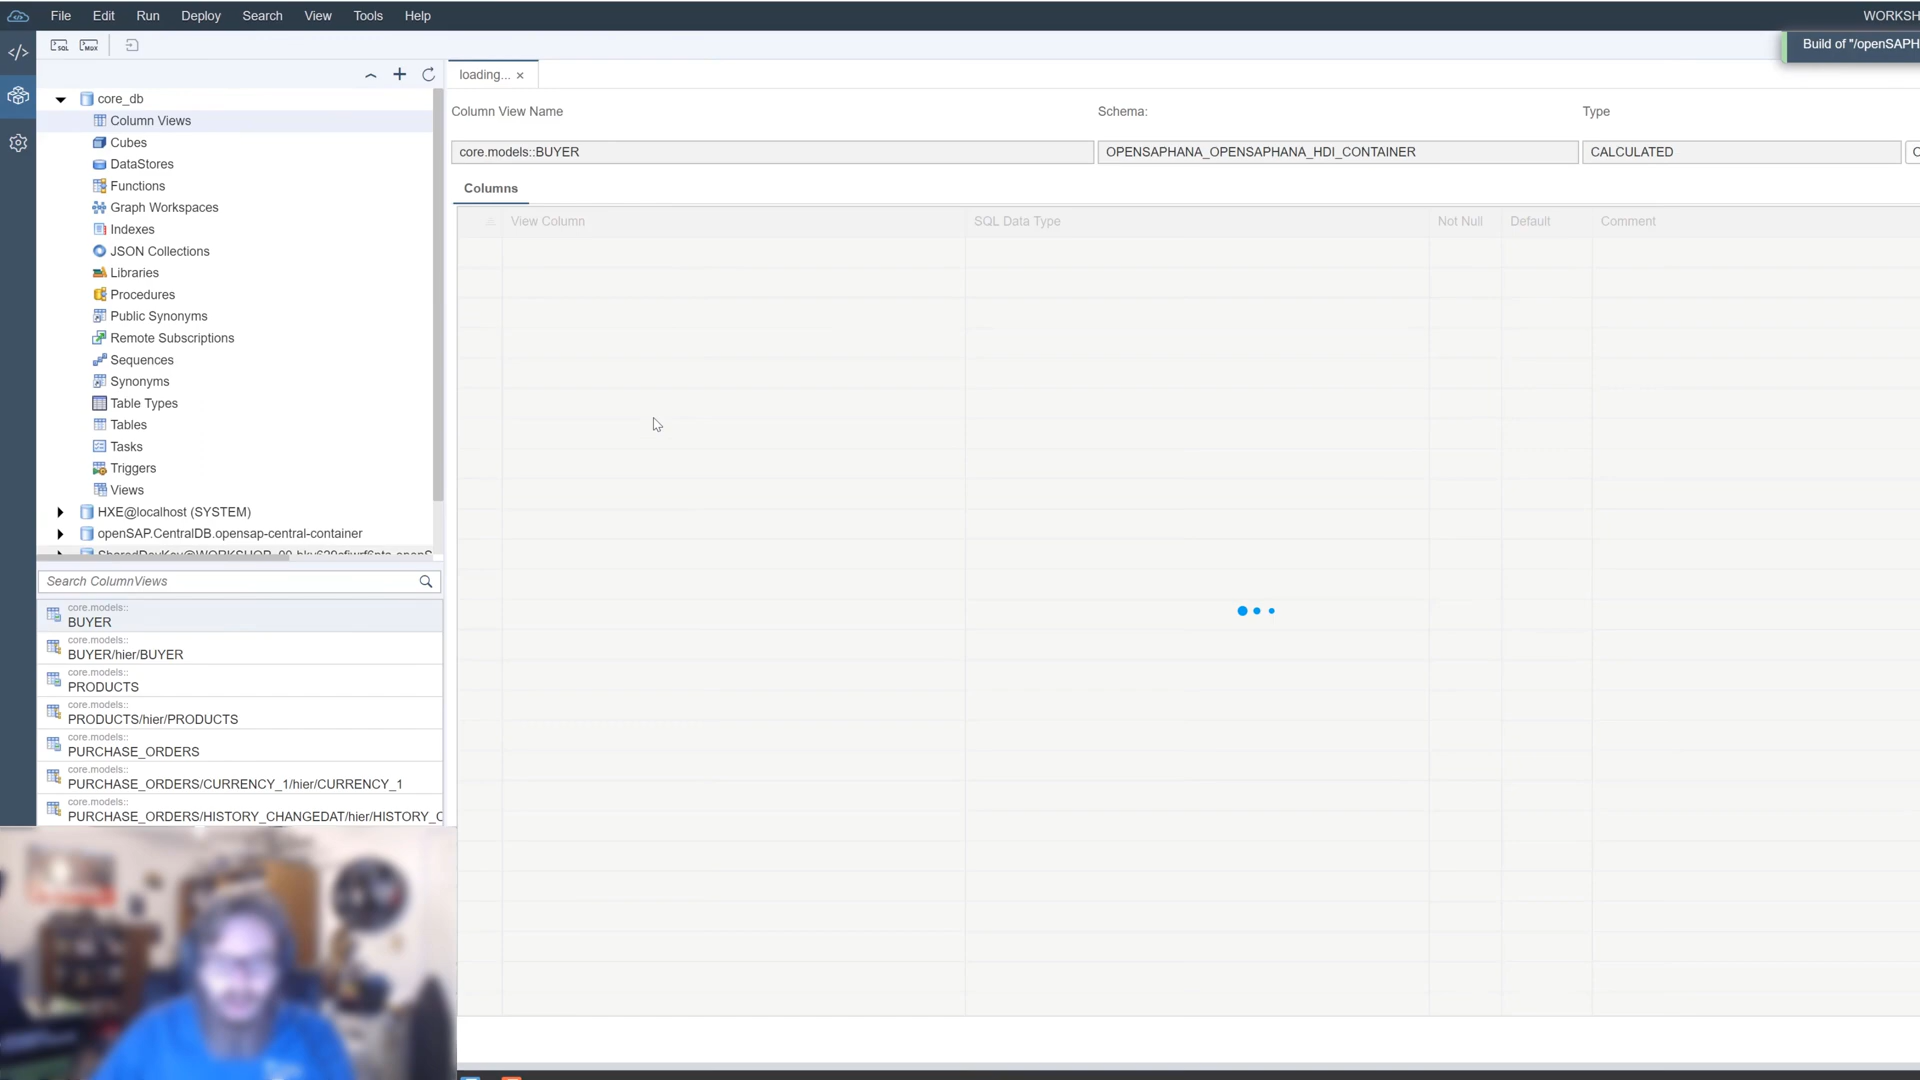 File Edit Run Deploy Search View Tools Help
WORKSH
Build of "/openSAPH
SQL MDX
loading... ×
core_db
Column Views
Cubes
DataStores
Functions
Graph Workspaces
Indexes
JSON Collections
Libraries
Procedures
Public Synonyms
Remote Subscriptions
Sequences
Synonyms
Table Types
Tables
Tasks
Triggers
Views
HXE@localhost (SYSTEM)
openSAP.CentralDB.opensap-central-container
Search ColumnViews
core.models::
BUYER
core.models::
BUYER/hier/BUYER
core.models::
PRODUCTS
core.models::
PRODUCTS/hier/PRODUCTS
core.models::
PURCHASE_ORDERS
core.models::
PURCHASE_ORDERS/CURRENCY_1/hier/CURRENCY_1
core.models::
PURCHASE_ORDERS/HISTORY_CHANGEDAT/hier/HISTORY_C
Column View Name Schema: Type
core.models::BUYER OPENSAPHANA_OPENSAPHANA_HDI_CONTAINER CALCULATED
Columns
View Column SQL Data Type Not Null Default Comment